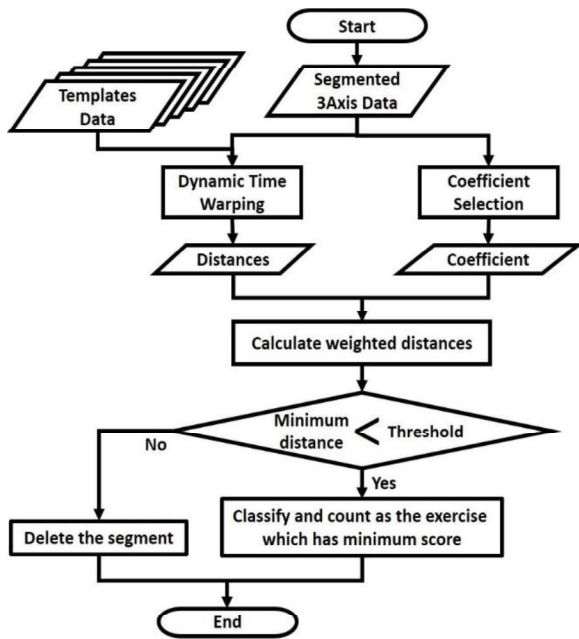 Start
Templates
Data
Segmented
3Axis Data
Dynamic Time
Warping
Coefficient
Selection
Distances
Coefficient
Calculate weighted distances
Minimum
distance
<
Threshold
No
Yes
Delete the segment
Classify and count as the exercise
which has minimum score
End